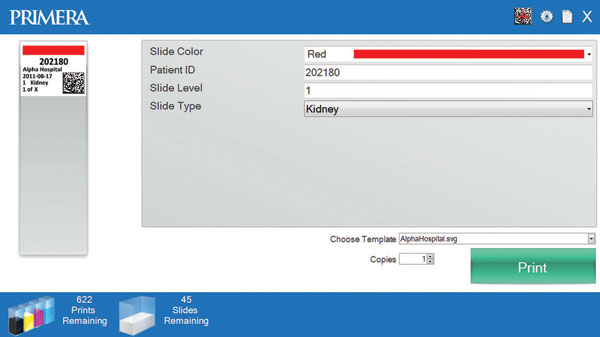 PRIMERA
X
202180
Alpha Hospital
2011-08-17
1 Kidney
1 of X
Slide Color
Red
Patient ID
202180
Slide Level
1
Slide Type
Kidney
Choose Template
AlphaHospital.svg
Copies
1
Print
622
Prints
Remaining
45
Slides
Remaining